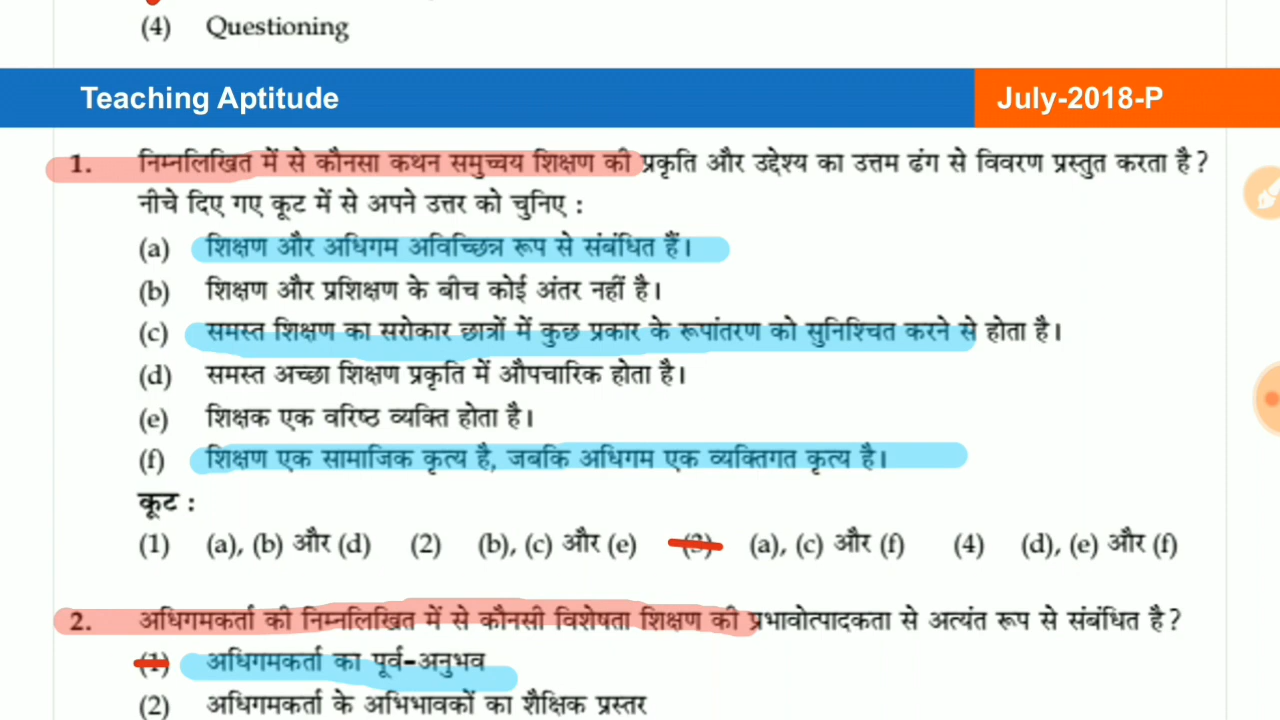 (4) Questioning
Teaching Aptitude July-2018-P
1. निम्नलिखित में से कौनसा कथन समुच्चय शिक्षण की प्रकृति और उद्देश्य का उत्तम ढंग से विवरण प्रस्तुत करता है ?
नीचे दिए गए कूट में से अपने उत्तर को चुनिए :
(a) शिक्षण और अधिगम अविच्छिन्न रूप से संबंधित हैं।
(b) शिक्षण और प्रशिक्षण के बीच कोई अंतर नहीं है।
(c) समस्त शिक्षण का सरोकार छात्रों में कुछ प्रकार के रूपांतरण को सुनिश्चित करने से होता है।
(d) समस्त अच्छा शिक्षण प्रकृति में औपचारिक होता है।
(e) शिक्षक एक वरिष्ठ व्यक्ति होता है।
(f) शिक्षण एक सामाजिक कृत्य है, जबकि अधिगम एक व्यक्तिगत कृत्य है।
कूट :
(1) (a), (b) और (d) (2) (b), (c) और (e) (3) (a), (c) और (f) (4) (d), (e) और (f)
2. अधिगमकर्ता की निम्नलिखित में से कौनसी विशेषता शिक्षण की प्रभावोत्पादकता से अत्यंत रूप से संबंधित है ?
(1) अधिगमकर्ता का पूर्व-अनुभव
(2) अधिगमकर्ता के अभिभावकों का शैक्षिक प्रस्तर